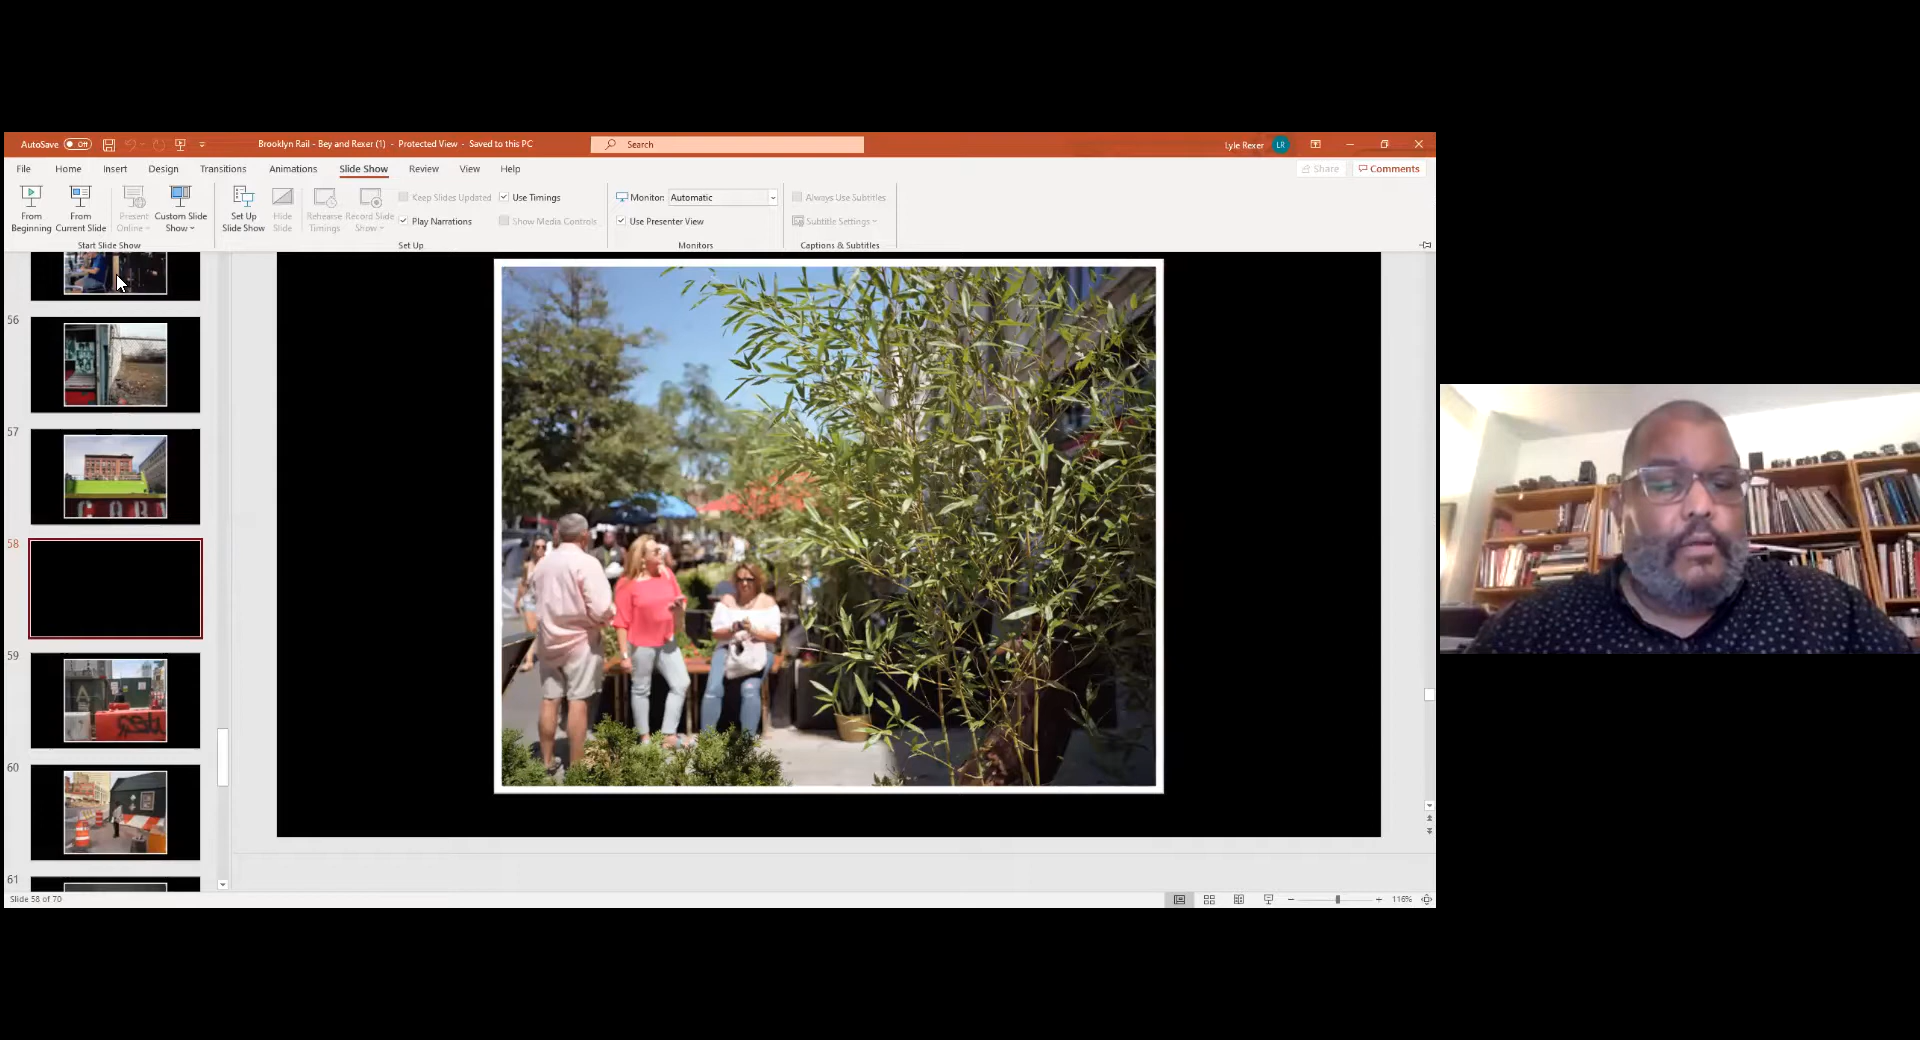 AutoSave Off Brooklyn Rail - Bey and Rexer (1) - Protected View - Saved to this PC Search Lyle Rexer LR
File Home Insert Design Transitions Animations Slide Show Review View Help Share Comments
From Beginning
From Current Slide
Present Online
Custom Slide Show
Start Slide Show
Set Up Slide Show
Hide Slide
Rehearse Timings
Record Slide Show
Keep Slides Updated
Use Timings
Play Narrations
Show Media Controls
Set Up
Monitor: Automatic
Use Presenter View
Monitors
Always Use Subtitles
Subtitle Settings
Captions & Subtitles
56
57
58
59
60
61
Slide 58 of 70
116%